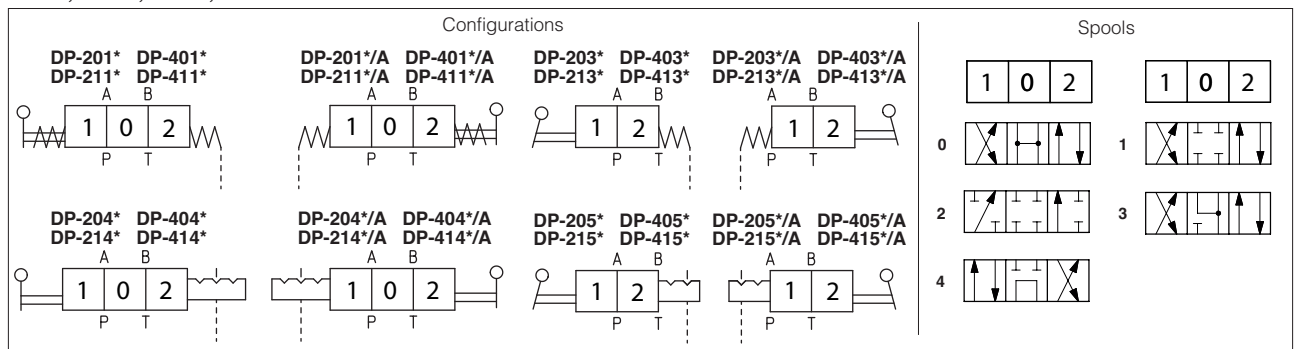 Configurations
Spools
DP-201* DP-401*
DP-211* DP-411*
A B
1 0 2
P T
DP-201*/A DP-401*/A
DP-211*/A DP-411*/A
A B
1 0 2
P T
DP-203* DP-403*
DP-213* DP-413*
A B
1 2
P T
DP-203*/A DP-403*/A
DP-213*/A DP-413*/A
A B
1 2
P T
DP-204* DP-404*
DP-214* DP-414*
A B
1 0 2
P T
DP-204*/A DP-404*/A
DP-214*/A DP-414*/A
A B
1 0 2
P T
DP-205* DP-405*
DP-215* DP-415*
A B
1 2
P T
DP-205*/A DP-405*/A
DP-215*/A DP-415*/A
A B
1 2
P T
1 0 2
1 0 2
0
1
2
3
4